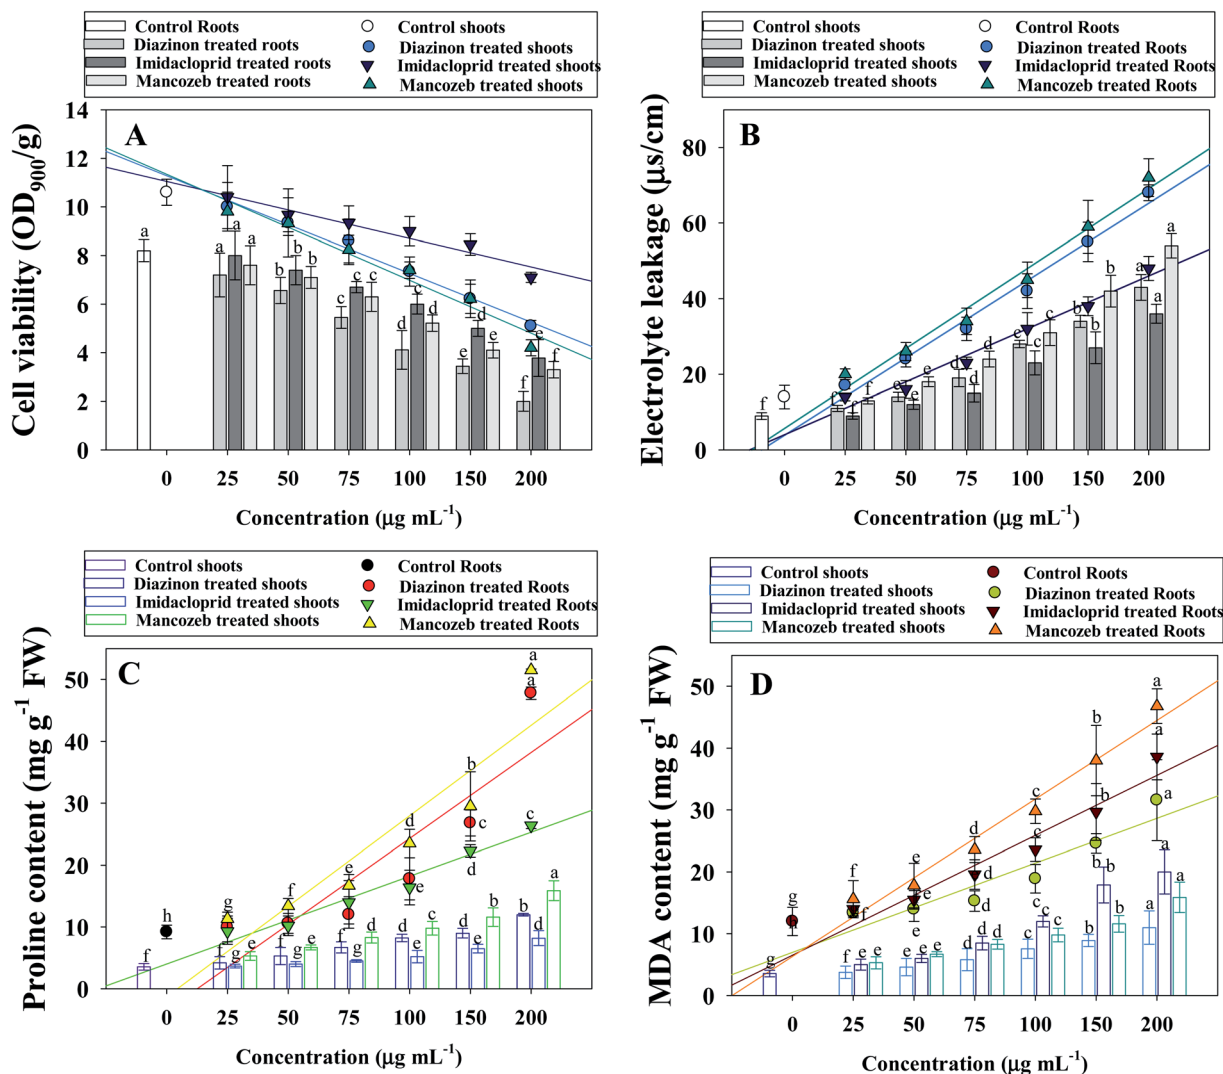 Control Roots
Diazinon treated roots
Imidacloprid treated roots
Mancozeb treated roots
Control shoots
Diazinon treated shoots
Imidacloprid treated shoots
Mancozeb treated shoots
A
Cell viability (OD900/g)
14
12
10
8
6
4
2
0
a
a a a
b b b
c c c
d c d
e d e
f e f
0 25 50 75 100 150 200
Concentration (µg mL-1)
Control shoots
Diazinon treated shoots
Imidacloprid treated shoots
Mancozeb treated shoots
Control Roots
Diazinon treated Roots
Imidacloprid treated Roots
Mancozeb treated Roots
B
Electrolyte leakage (µs/cm)
80
60
40
20
0
f
f f f
e e e
d d d
c c c
b b b
a a a
0 25 50 75 100 150 200
Concentration (µg mL-1)
Control shoots
Diazinon treated shoots
Imidacloprid treated shoots
Mancozeb treated shoots
Control Roots
Diazinon treated Roots
Imidacloprid treated Roots
Mancozeb treated Roots
C
Proline content (mg g-1 FW)
50
40
30
20
10
0
h g f e d b a
a
c d e c
f
f g e
f g e
d g d
c e c
c d b
b c a
0 25 50 75 100 150 200
Concentration (µg mL-1)
Control shoots
Diazinon treated shoots
Imidacloprid treated shoots
Mancozeb treated shoots
Control Roots
Diazinon treated Roots
Imidacloprid treated Roots
Mancozeb treated Roots
D
MDA content (mg g-1 FW)
50
40
30
20
10
0
g f e d c b a
f e e d c b a
c b a
g
f e e
e e e
d d d
c c c
b b b
a a a
0 25 50 75 100 150 200
Concentration (µg mL-1)